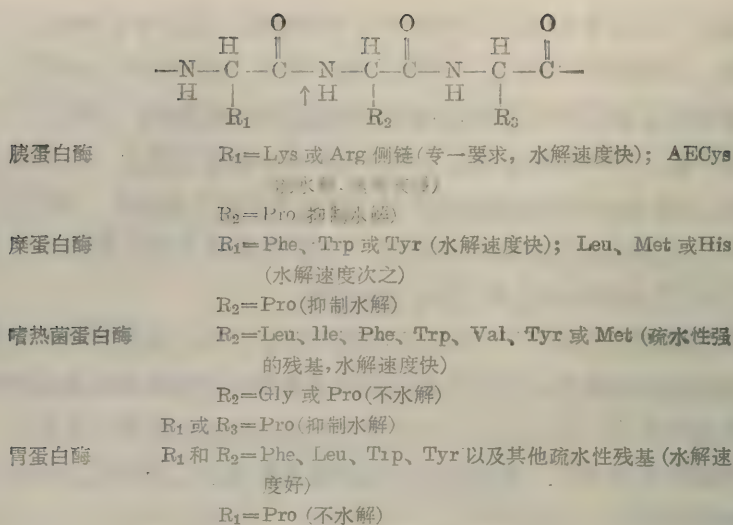 O O O
H ‖ H ‖ H ‖
—N—C—C—N—C—C—N—C—C—
H | ↑ H | H |
R₁ R₂ R₃
胰蛋白酶 R₁=Lys 或 Arg 侧链(专一要求，水解速度快)；AECys
R₂=Pro 抑制水解)
糜蛋白酶 R₁=Phe、Trp 或 Tyr (水解速度快)；Leu、Met 或His
(水解速度次之)
R₂=Pro(抑制水解)
嗜热菌蛋白酶 R₂=Leu、Ile、Phe、Trp、Val、Tyr 或 Met (疏水性强
的残基,水解速度快)
R₂=Gly 或 Pro(不水解)
R₁ 或 R₃=Pro(抑制水解)
胃蛋白酶 R₁ 和 R₂=Phe、Leu、Trp、Tyr 以及其他疏水性残基 (水解速
度好)
R₁=Pro (不水解)